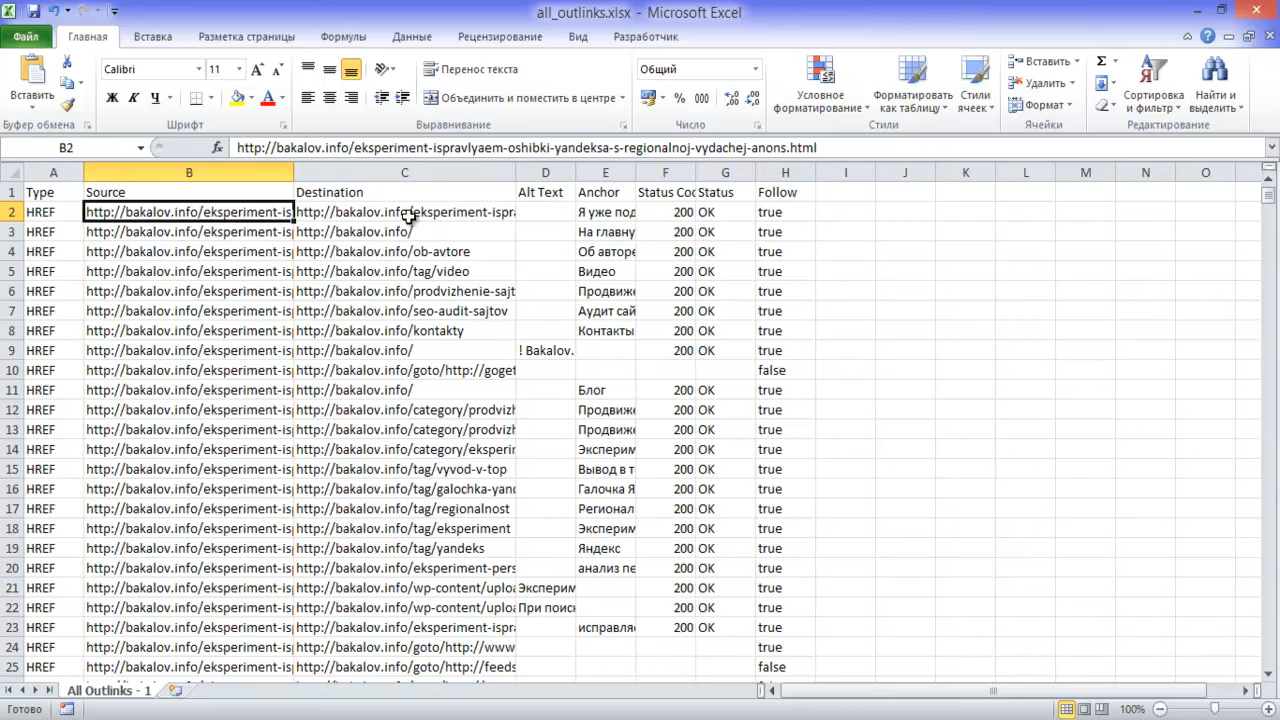 all_outlinks.xlsx - Microsoft Excel
Файл Главная Вставка Разметка страницы Формулы Данные Рецензирование Вид Разработчик
Calibri 11 Перенос текста Общий Вставить Удалить Формат
Вставить Ж К Ч Объединить и поместить в центре % 000 Условное форматирование Форматировать как таблицу Стили ячеек Сортировка и фильтр Найти и выделить
Буфер обмена Шрифт Выравнивание Число Стили Ячейки Редактирование
B2 fx http://bakalov.info/eksperiment-ispravlyaem-oshibki-yandeksa-s-regionalnoj-vydachej-anons.html
A B C D E F G H I J K L M N O
1 Type Source Destination Alt Text Anchor Status Coc Status Follow
2 HREF http://bakalov.info/eksperiment-is http://bakalov.info/eksperiment-ispra Я уже под 200 OK true
3 HREF http://bakalov.info/eksperiment-is http://bakalov.info/ На главну 200 OK true
4 HREF http://bakalov.info/eksperiment-is http://bakalov.info/ob-avtore Об авторе 200 OK true
5 HREF http://bakalov.info/eksperiment-is http://bakalov.info/tag/video Видео 200 OK true
6 HREF http://bakalov.info/eksperiment-is http://bakalov.info/prodvizhenie-sajt Продвиже 200 OK true
7 HREF http://bakalov.info/eksperiment-is http://bakalov.info/seo-audit-sajtov Аудит сай 200 OK true
8 HREF http://bakalov.info/eksperiment-is http://bakalov.info/kontakty Контакты 200 OK true
9 HREF http://bakalov.info/eksperiment-is http://bakalov.info/ ! Bakalov. 200 OK true
10 HREF http://bakalov.info/eksperiment-is http://bakalov.info/goto/http://goget false
11 HREF http://bakalov.info/eksperiment-is http://bakalov.info/ Блог 200 OK true
12 HREF http://bakalov.info/eksperiment-is http://bakalov.info/category/prodvizh Продвиже 200 OK true
13 HREF http://bakalov.info/eksperiment-is http://bakalov.info/category/prodvizh Продвиже 200 OK true
14 HREF http://bakalov.info/eksperiment-is http://bakalov.info/category/eksperin Эксперим 200 OK true
15 HREF http://bakalov.info/eksperiment-is http://bakalov.info/tag/vyvod-v-top Вывод в т 200 OK true
16 HREF http://bakalov.info/eksperiment-is http://bakalov.info/tag/galochka-yand Галочка Я 200 OK true
17 HREF http://bakalov.info/eksperiment-is http://bakalov.info/tag/regionalnost Регионал 200 OK true
18 HREF http://bakalov.info/eksperiment-is http://bakalov.info/tag/eksperiment Эксперим 200 OK true
19 HREF http://bakalov.info/eksperiment-is http://bakalov.info/tag/yandeks Яндекс 200 OK true
20 HREF http://bakalov.info/eksperiment-is http://bakalov.info/eksperiment-pers анализ пе 200 OK true
21 HREF http://bakalov.info/eksperiment-is http://bakalov.info/wp-content/uploa Эксперим 200 OK true
22 HREF http://bakalov.info/eksperiment-is http://bakalov.info/wp-content/uploa При поиск 200 OK true
23 HREF http://bakalov.info/eksperiment-is http://bakalov.info/eksperiment-ispra исправля 200 OK true
24 HREF http://bakalov.info/eksperiment-is http://bakalov.info/goto/http://www true
25 HREF http://bakalov.info/eksperiment-is http://bakalov.info/goto/http://feeds false
All Outlinks - 1
Готово 100%